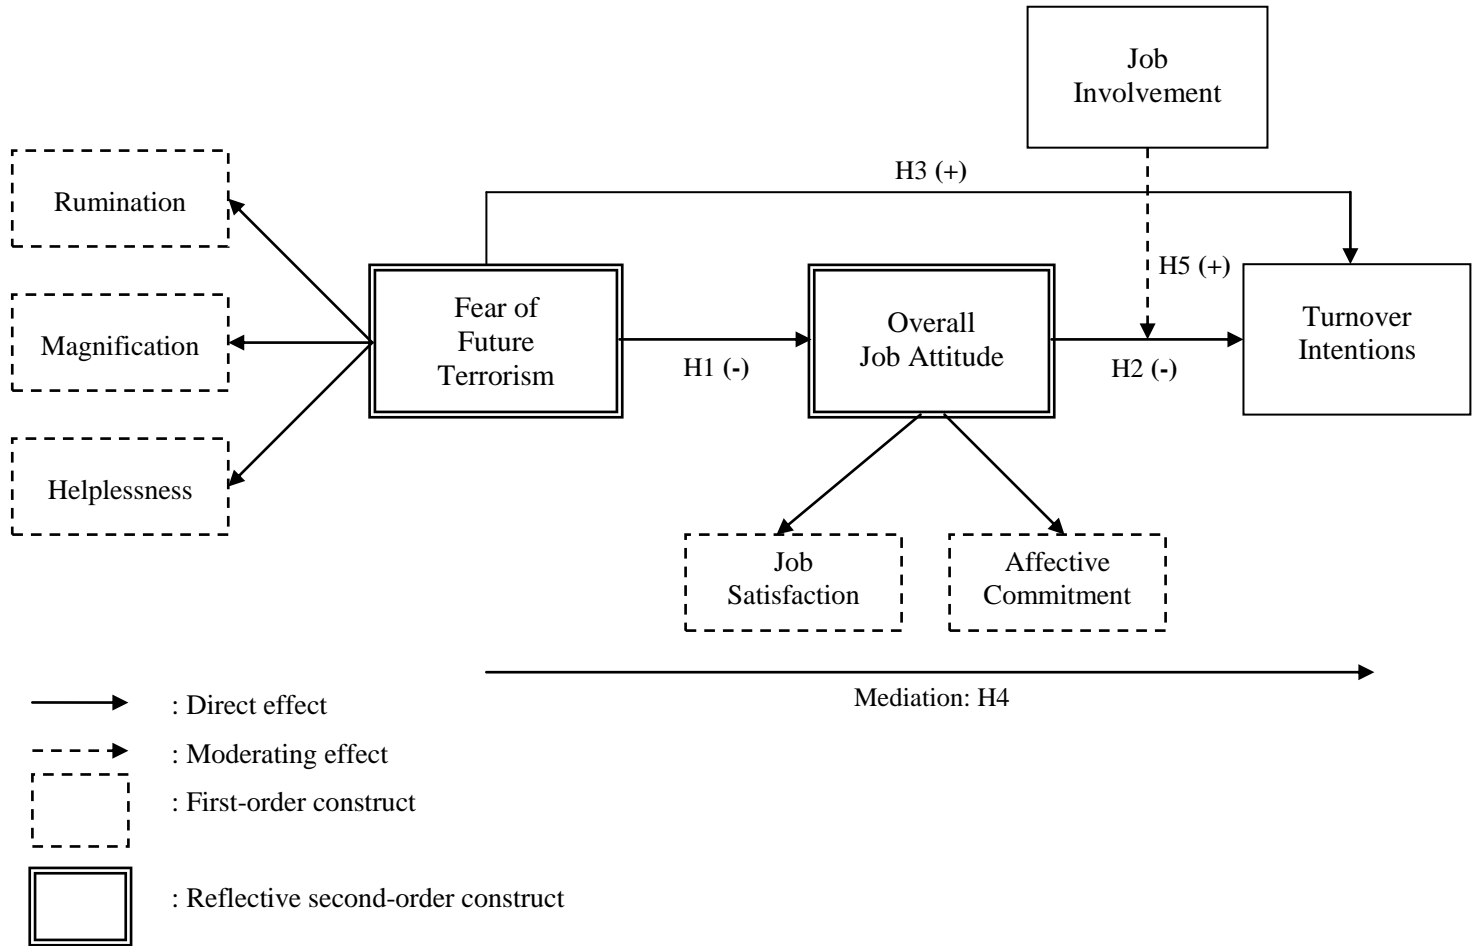 Job
Involvement
H3 (+)
Rumination
H5 (+)
Fear of
Future
Terrorism
Overall
Job Attitude
Turnover
Intentions
Magnification
H1 (-)
H2 (-)
Helplessness
Job
Satisfaction
Affective
Commitment
Mediation: H4
: Direct effect
: Moderating effect
: First-order construct
: Reflective second-order construct